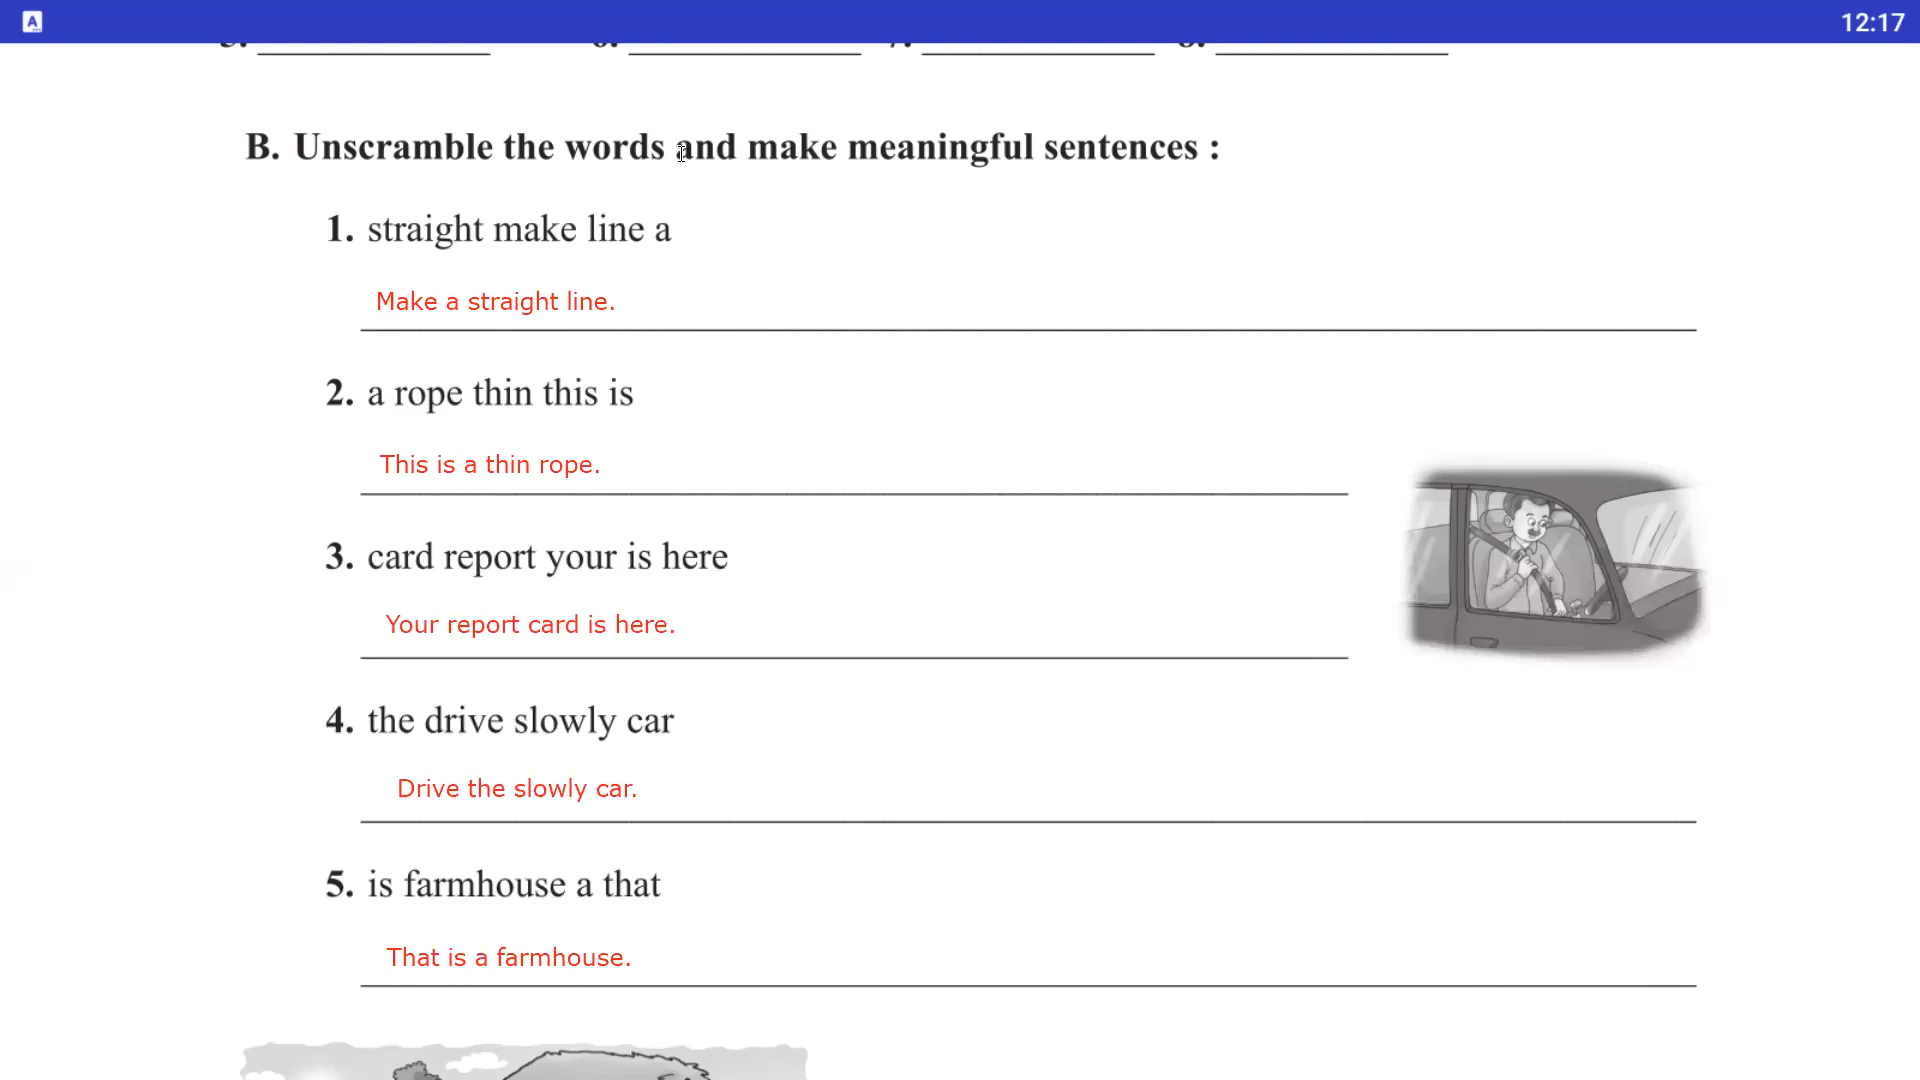 A
12:17
B. Unscramble the words and make meaningful sentences :
1. straight make line a
Make a straight line.
2. a rope thin this is
This is a thin rope.
3. card report your is here
Your report card is here.
4. the drive slowly car
Drive the slowly car.
5. is farmhouse a that
That is a farmhouse.